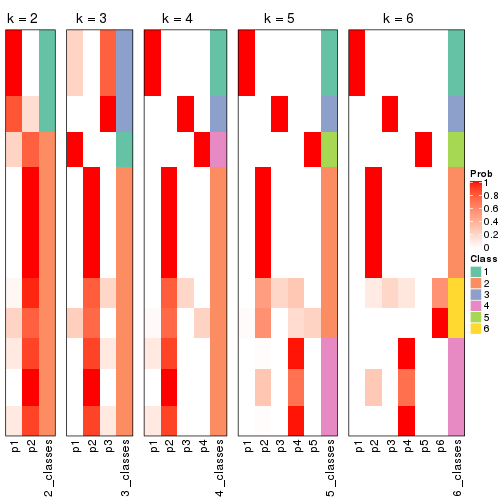 k = 2
k = 3
k = 4
k = 5
k = 6
Prob
1
0.8
0.6
0.4
0.2
0
Class
1
2
3
4
5
6
p1
p2
2_classes
p1
p2
p3
3_classes
p1
p2
p3
p4
4_classes
p1
p2
p3
p4
p5
5_classes
p1
p2
p3
p4
p5
p6
6_classes